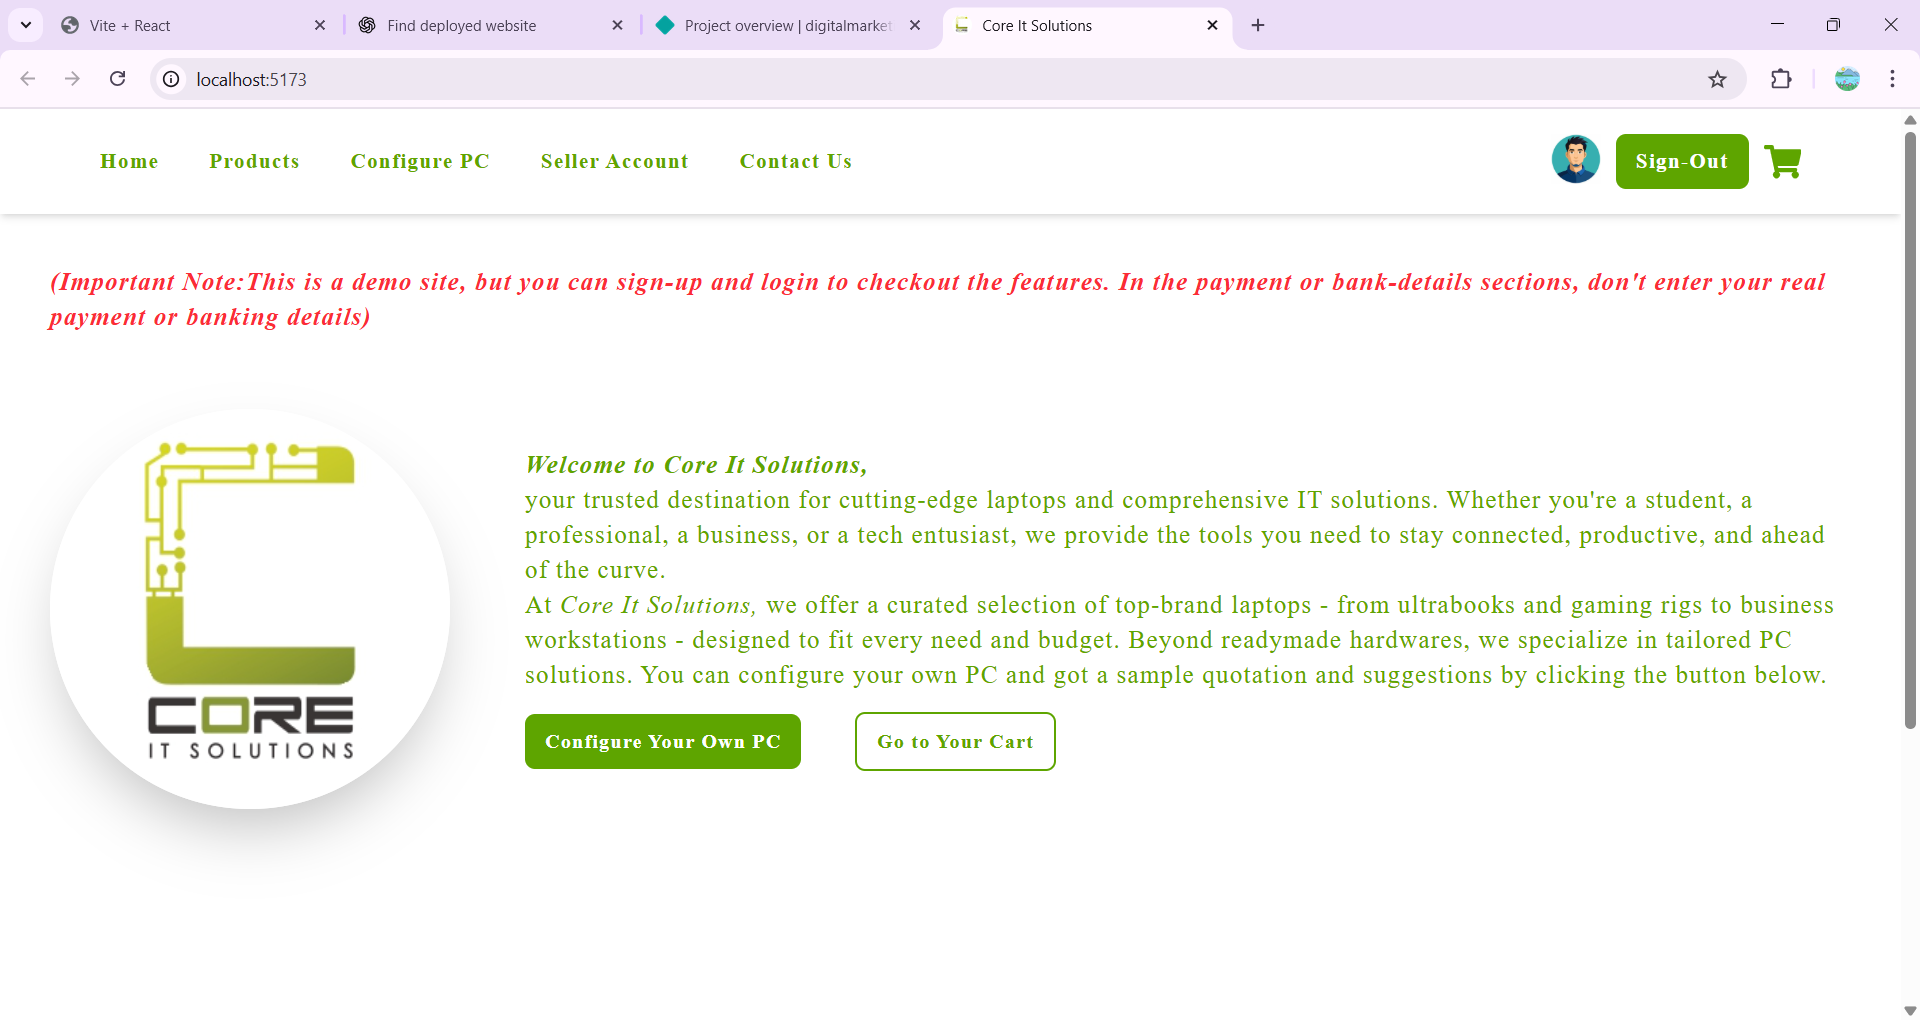 Vite + React
Find deployed website
Project overview | digitalmarket
Core It Solutions
localhost:5173
Home Products Configure PC Seller Account Contact Us Sign-Out
(Important Note:This is a demo site, but you can sign-up and login to checkout the features. In the payment or bank-details sections, don't enter your real
payment or banking details)
CORE
IT SOLUTIONS
Welcome to Core It Solutions,
your trusted destination for cutting-edge laptops and comprehensive IT solutions. Whether you're a student, a
professional, a business, or a tech entusiast, we provide the tools you need to stay connected, productive, and ahead
of the curve.
At Core It Solutions, we offer a curated selection of top-brand laptops - from ultrabooks and gaming rigs to business
workstations - designed to fit every need and budget. Beyond readymade hardwares, we specialize in tailored PC
solutions. You can configure your own PC and got a sample quotation and suggestions by clicking the button below.
Configure Your Own PC Go to Your Cart